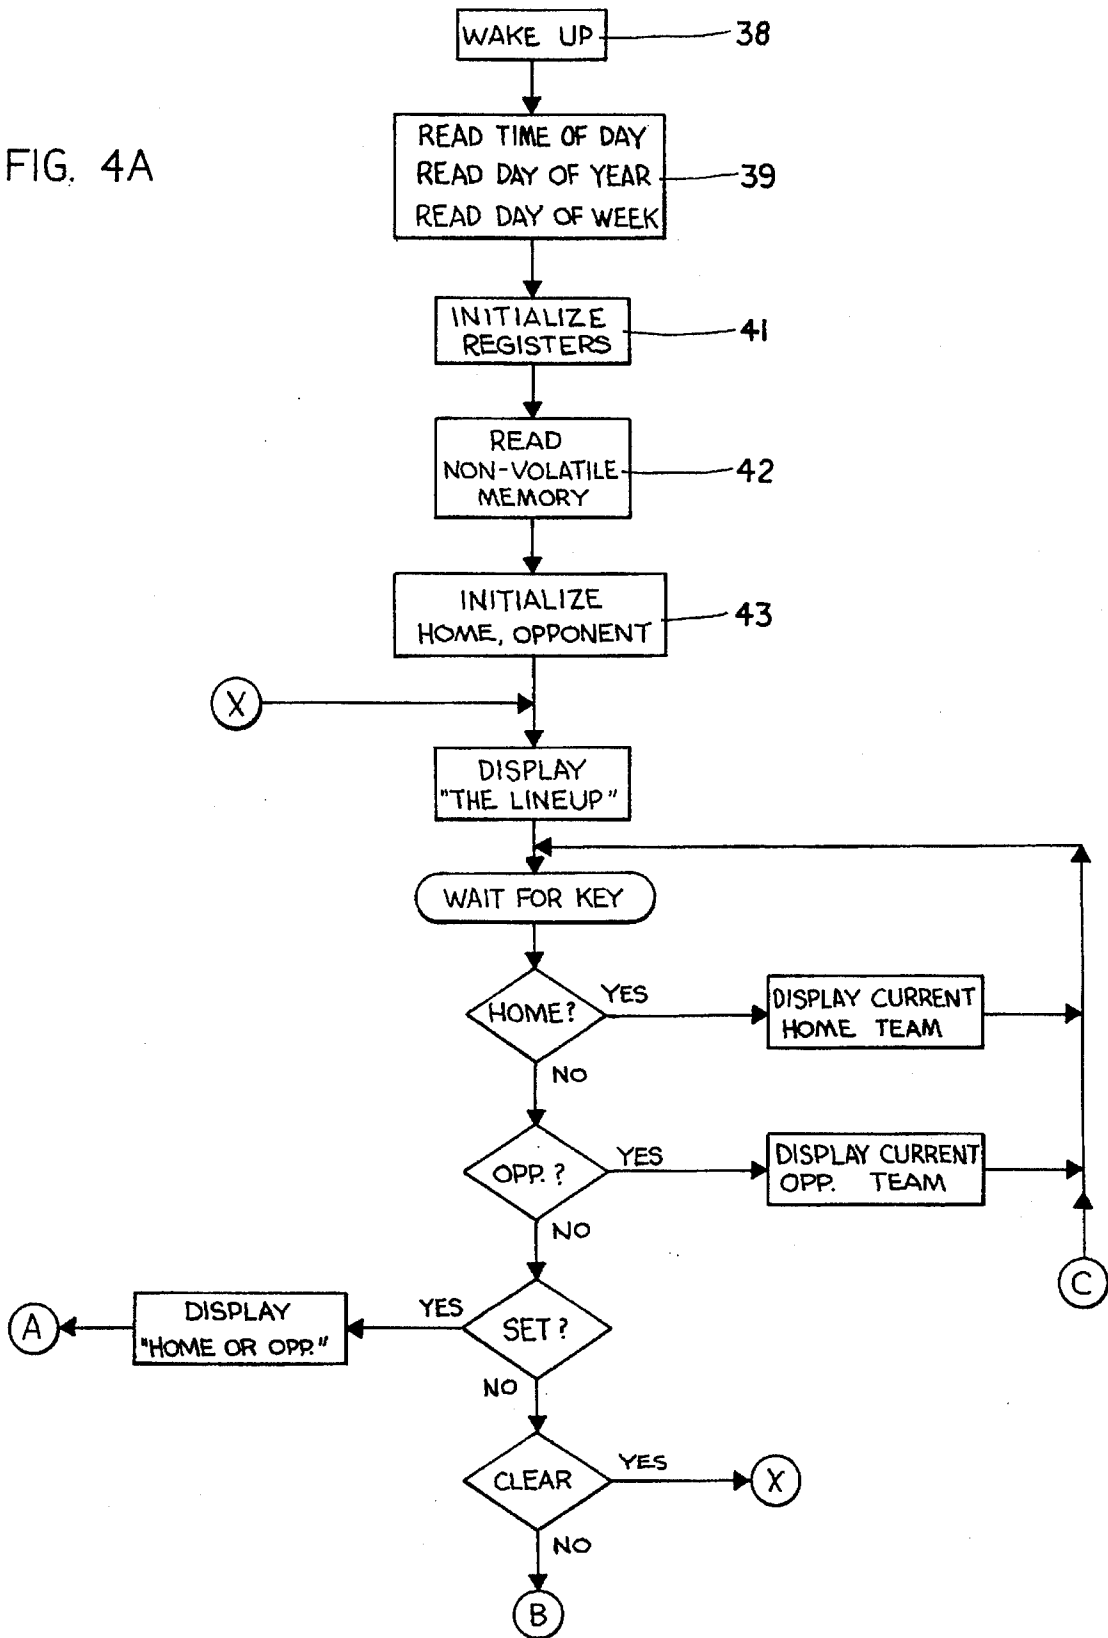 WAKE UP
38
FIG. 4A
READ TIME OF DAY
READ DAY OF YEAR
READ DAY OF WEEK
39
INITIALIZE
REGISTERS
41
READ
NON-VOLATILE
MEMORY
42
INITIALIZE
HOME, OPPONENT
43
X
DISPLAY
"THE LINEUP"
WAIT FOR KEY
HOME?
YES
DISPLAY CURRENT
HOME TEAM
NO
OPP.?
YES
DISPLAY CURRENT
OPP. TEAM
NO
C
A
DISPLAY
"HOME OR OPP."
YES
SET?
NO
CLEAR
YES
X
NO
B